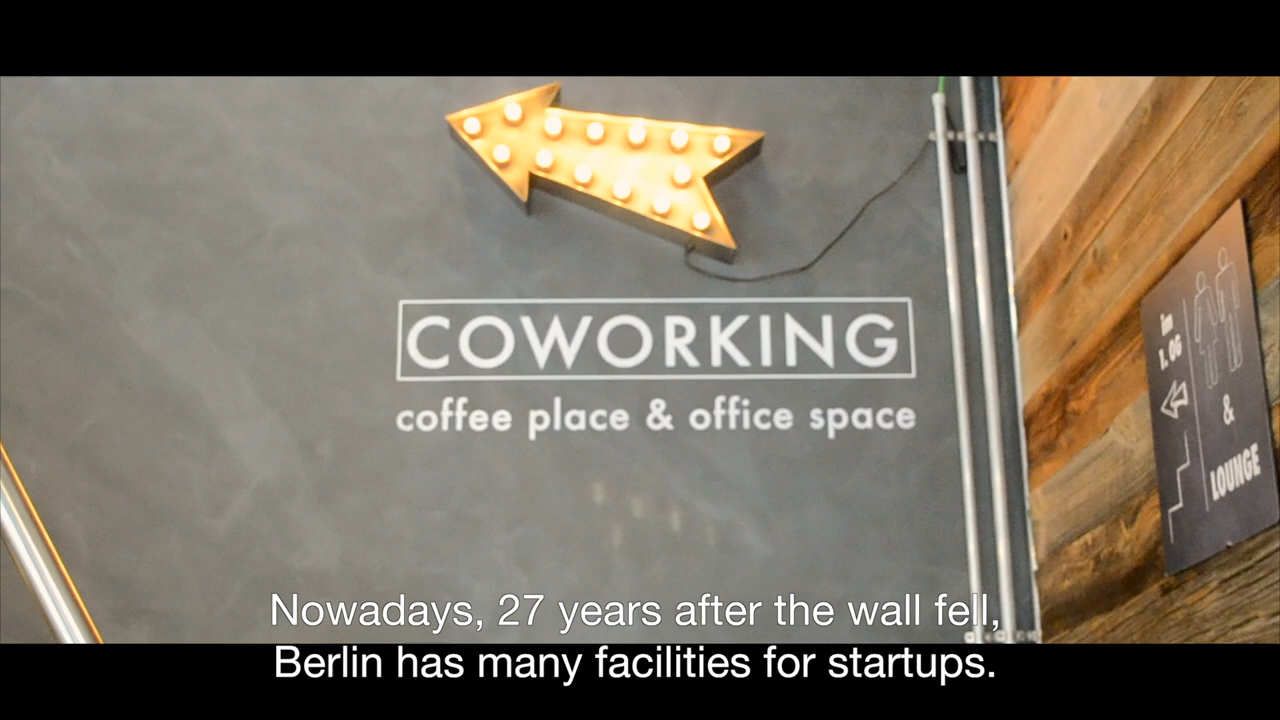 COWORKING
coffee place & office space
im
1. OG
&
LOUNGE
Nowadays, 27 years after the wall fell,
Berlin has many facilities for startups.